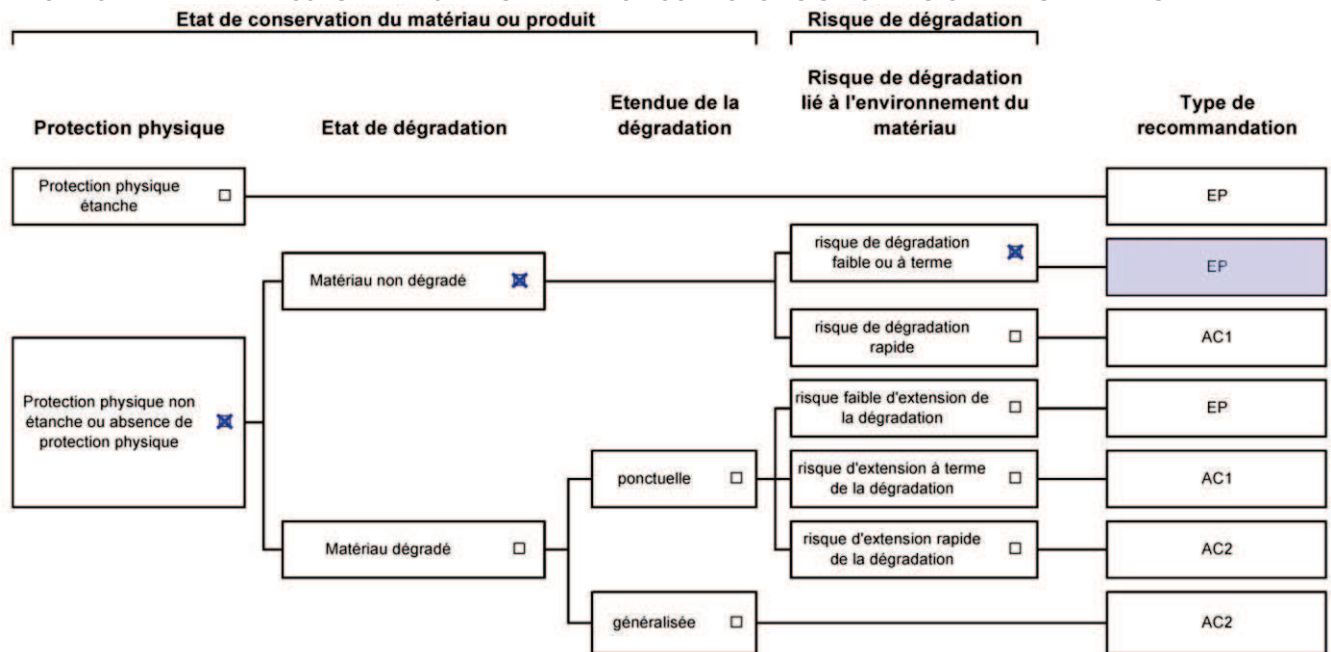 Etat de conservation du matériau ou produit
Risque de dégradation
Protection physique
Etat de dégradation
Etendue de la
dégradation
Risque de dégradation
lié à l'environnement du
matériau
Type de
recommandation
Protection physique
étanche
EP
risque de dégradation
faible ou à terme
EP
Matériau non dégradé
risque de dégradation
rapide
AC1
Protection physique non
étanche ou absence de
protection physique
risque faible d'extension de
la dégradation
EP
ponctuelle
risque d'extension à terme
de la dégradation
AC1
Matériau dégradé
risque d'extension rapide
de la dégradation
AC2
généralisée
AC2